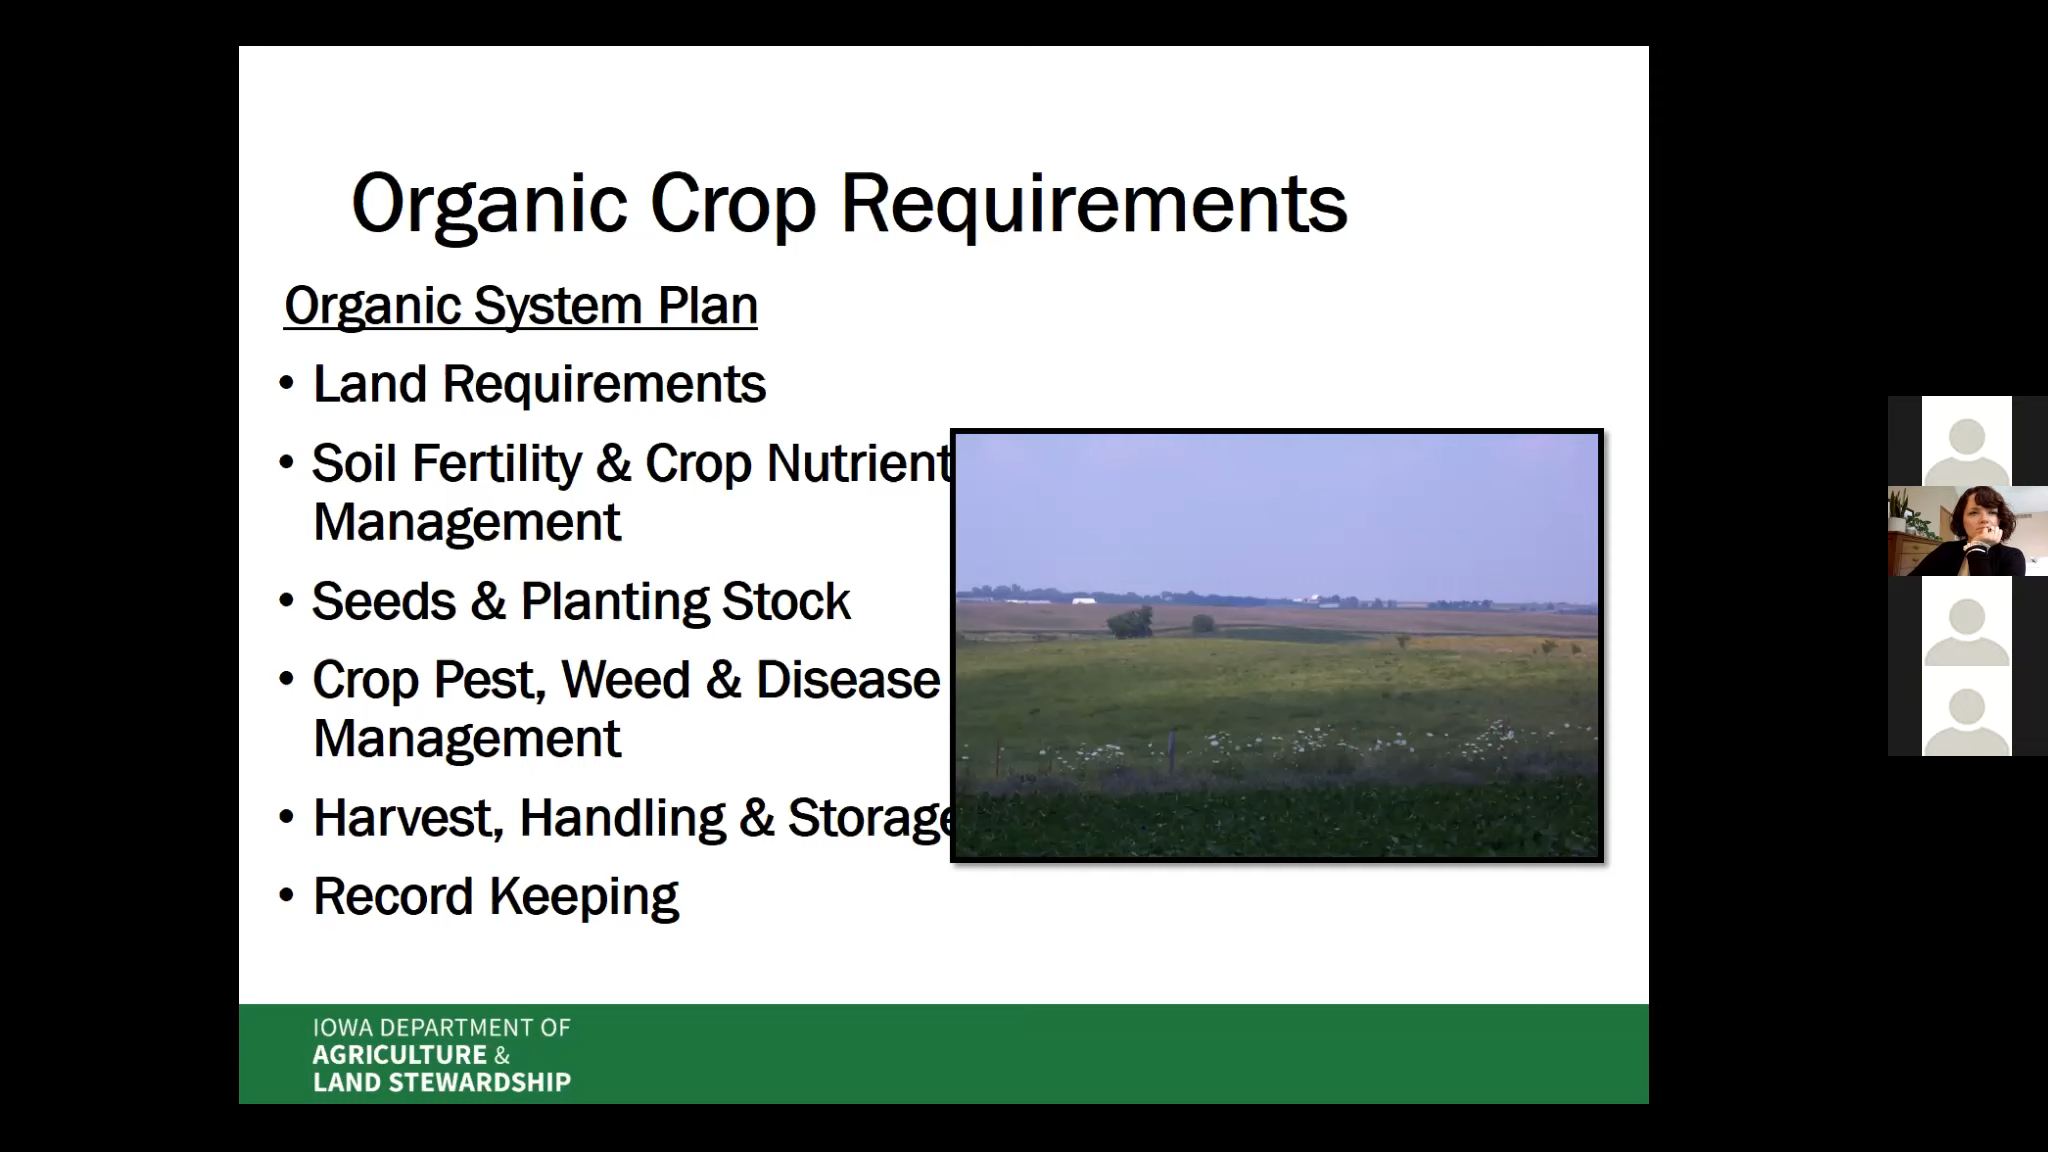 Organic Crop Requirements
Organic System Plan
• Land Requirements
• Soil Fertility & Crop Nutrient
Management
• Seeds & Planting Stock
• Crop Pest, Weed & Disease
Management
• Harvest, Handling & Storage
• Record Keeping
IOWA DEPARTMENT OF
AGRICULTURE &
LAND STEWARDSHIP